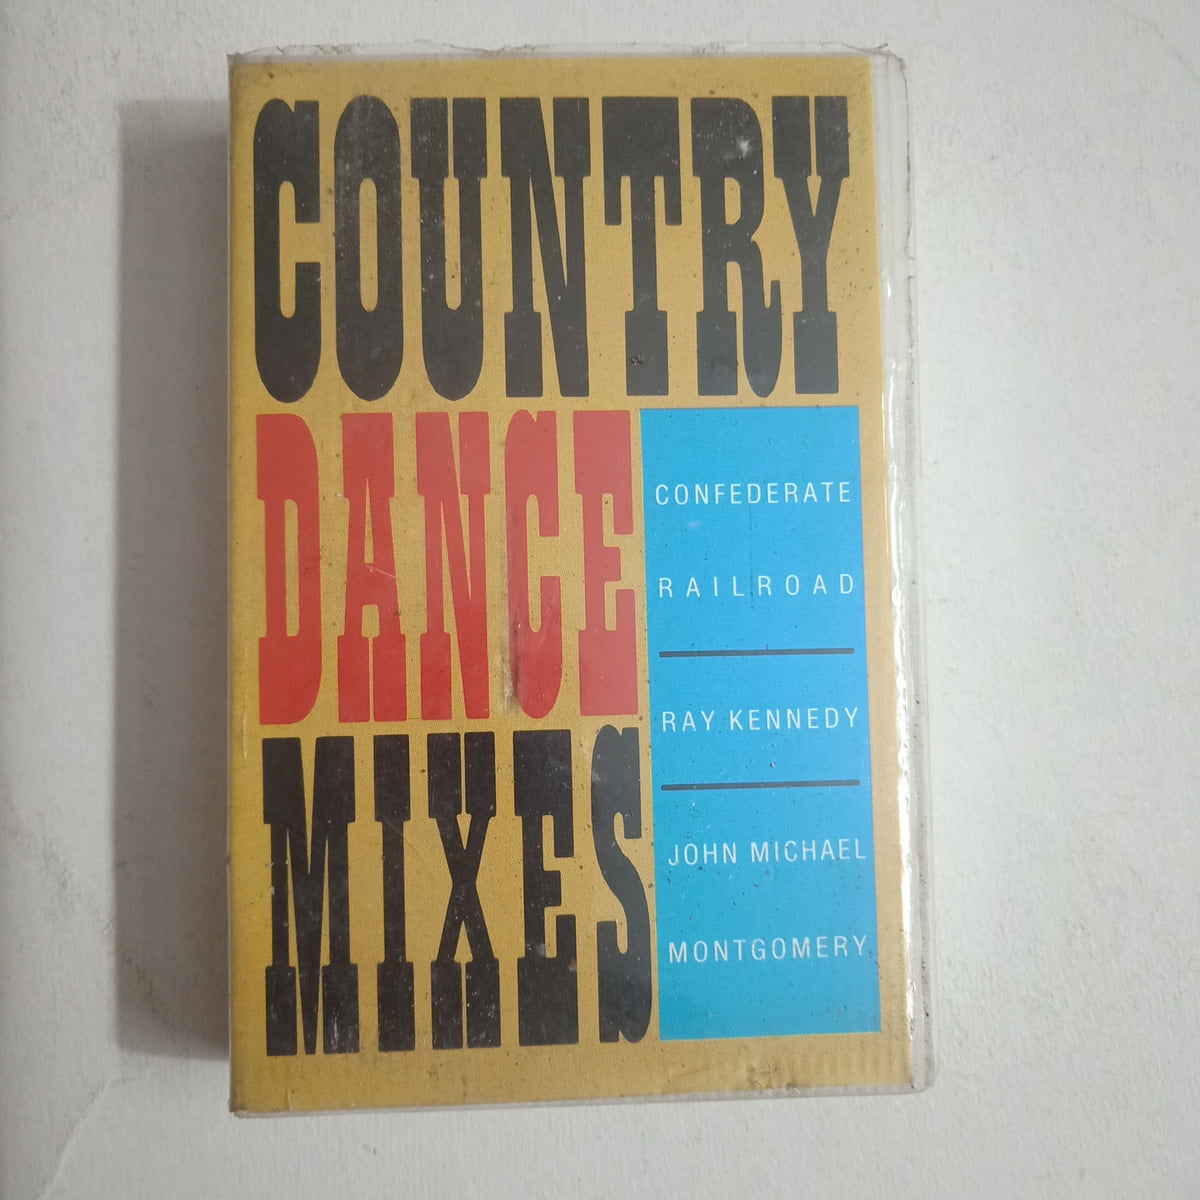 COUNTRY
DANCE
MIXES
CONFEDERATE
RAILROAD
RAY KENNEDY
JOHN MICHAEL
MONTGOMERY